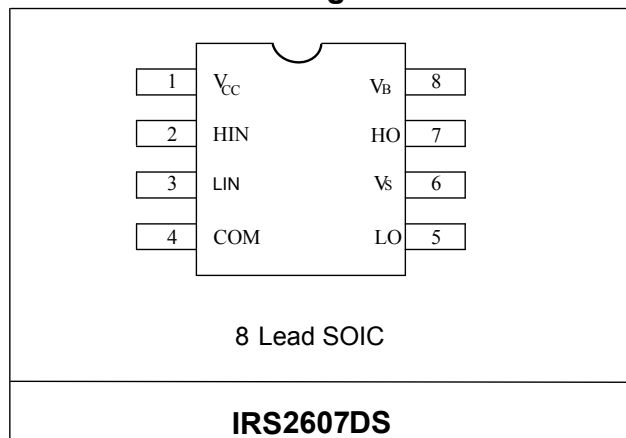 1 VCC VB 8
2 HIN HO 7
3 LIN VS 6
4 COM LO 5
8 Lead SOIC
IRS2607DS